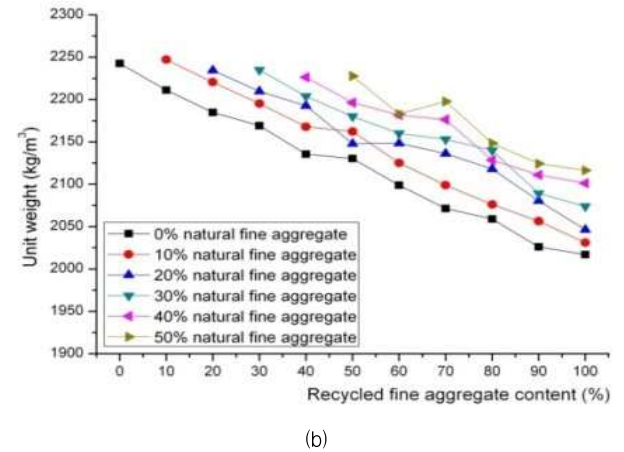 2300
2250
2200
2150
2100
2050
2000
1950
1900
Unit weight (kg/m³)
0% natural fine aggregate
10% natural fine aggregate
20% natural fine aggregate
30% natural fine aggregate
40% natural fine aggregate
50% natural fine aggregate
0 10 20 30 40 50 60 70 80 90 100
Recycled fine aggregate content (%)
(b)